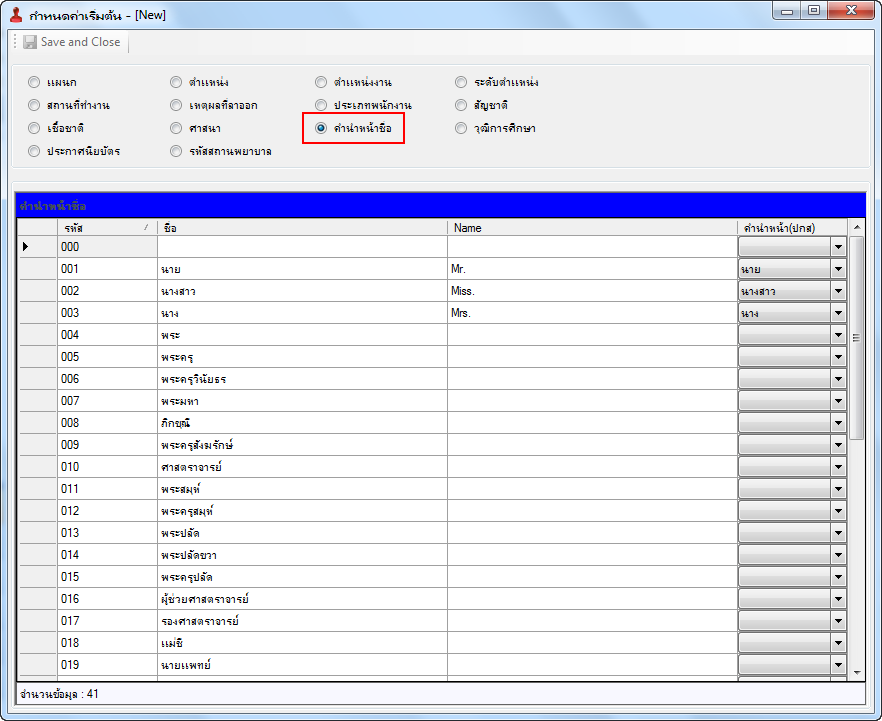 กำหนดค่าเริ่มต้น - [New]
Save and Close
แผนก ตำแหน่ง ตำแหน่งงาน ระดับตำแหน่ง
สถานที่ทำงาน เหตุผลที่ลาออก ประเภทพนักงาน สัญชาติ
เชื้อชาติ ศาสนา คำนำหน้าชื่อ วุฒิการศึกษา
ประกาศนียบัตร รหัสสถานพยาบาล
คำนำหน้าชื่อ
รหัส ชื่อ Name คำนำหน้า(ปกส)
000
001 นาย Mr. นาย
002 นางสาว Miss. นางสาว
003 นาง Mrs. นาง
004 พระ
005 พระครู
006 พระครูวินัยธร
007 พระมหา
008 ภิกขุณี
009 พระครูสังฆรักษ์
010 ศาสตราจารย์
011 พระสมุห์
012 พระครูสมุห์
013 พระปลัด
014 พระปลัดขวา
015 พระครูปลัด
016 ผู้ช่วยศาสตราจารย์
017 รองศาสตราจารย์
018 แม่ชี
019 นายแพทย์
จำนวนข้อมูล : 41